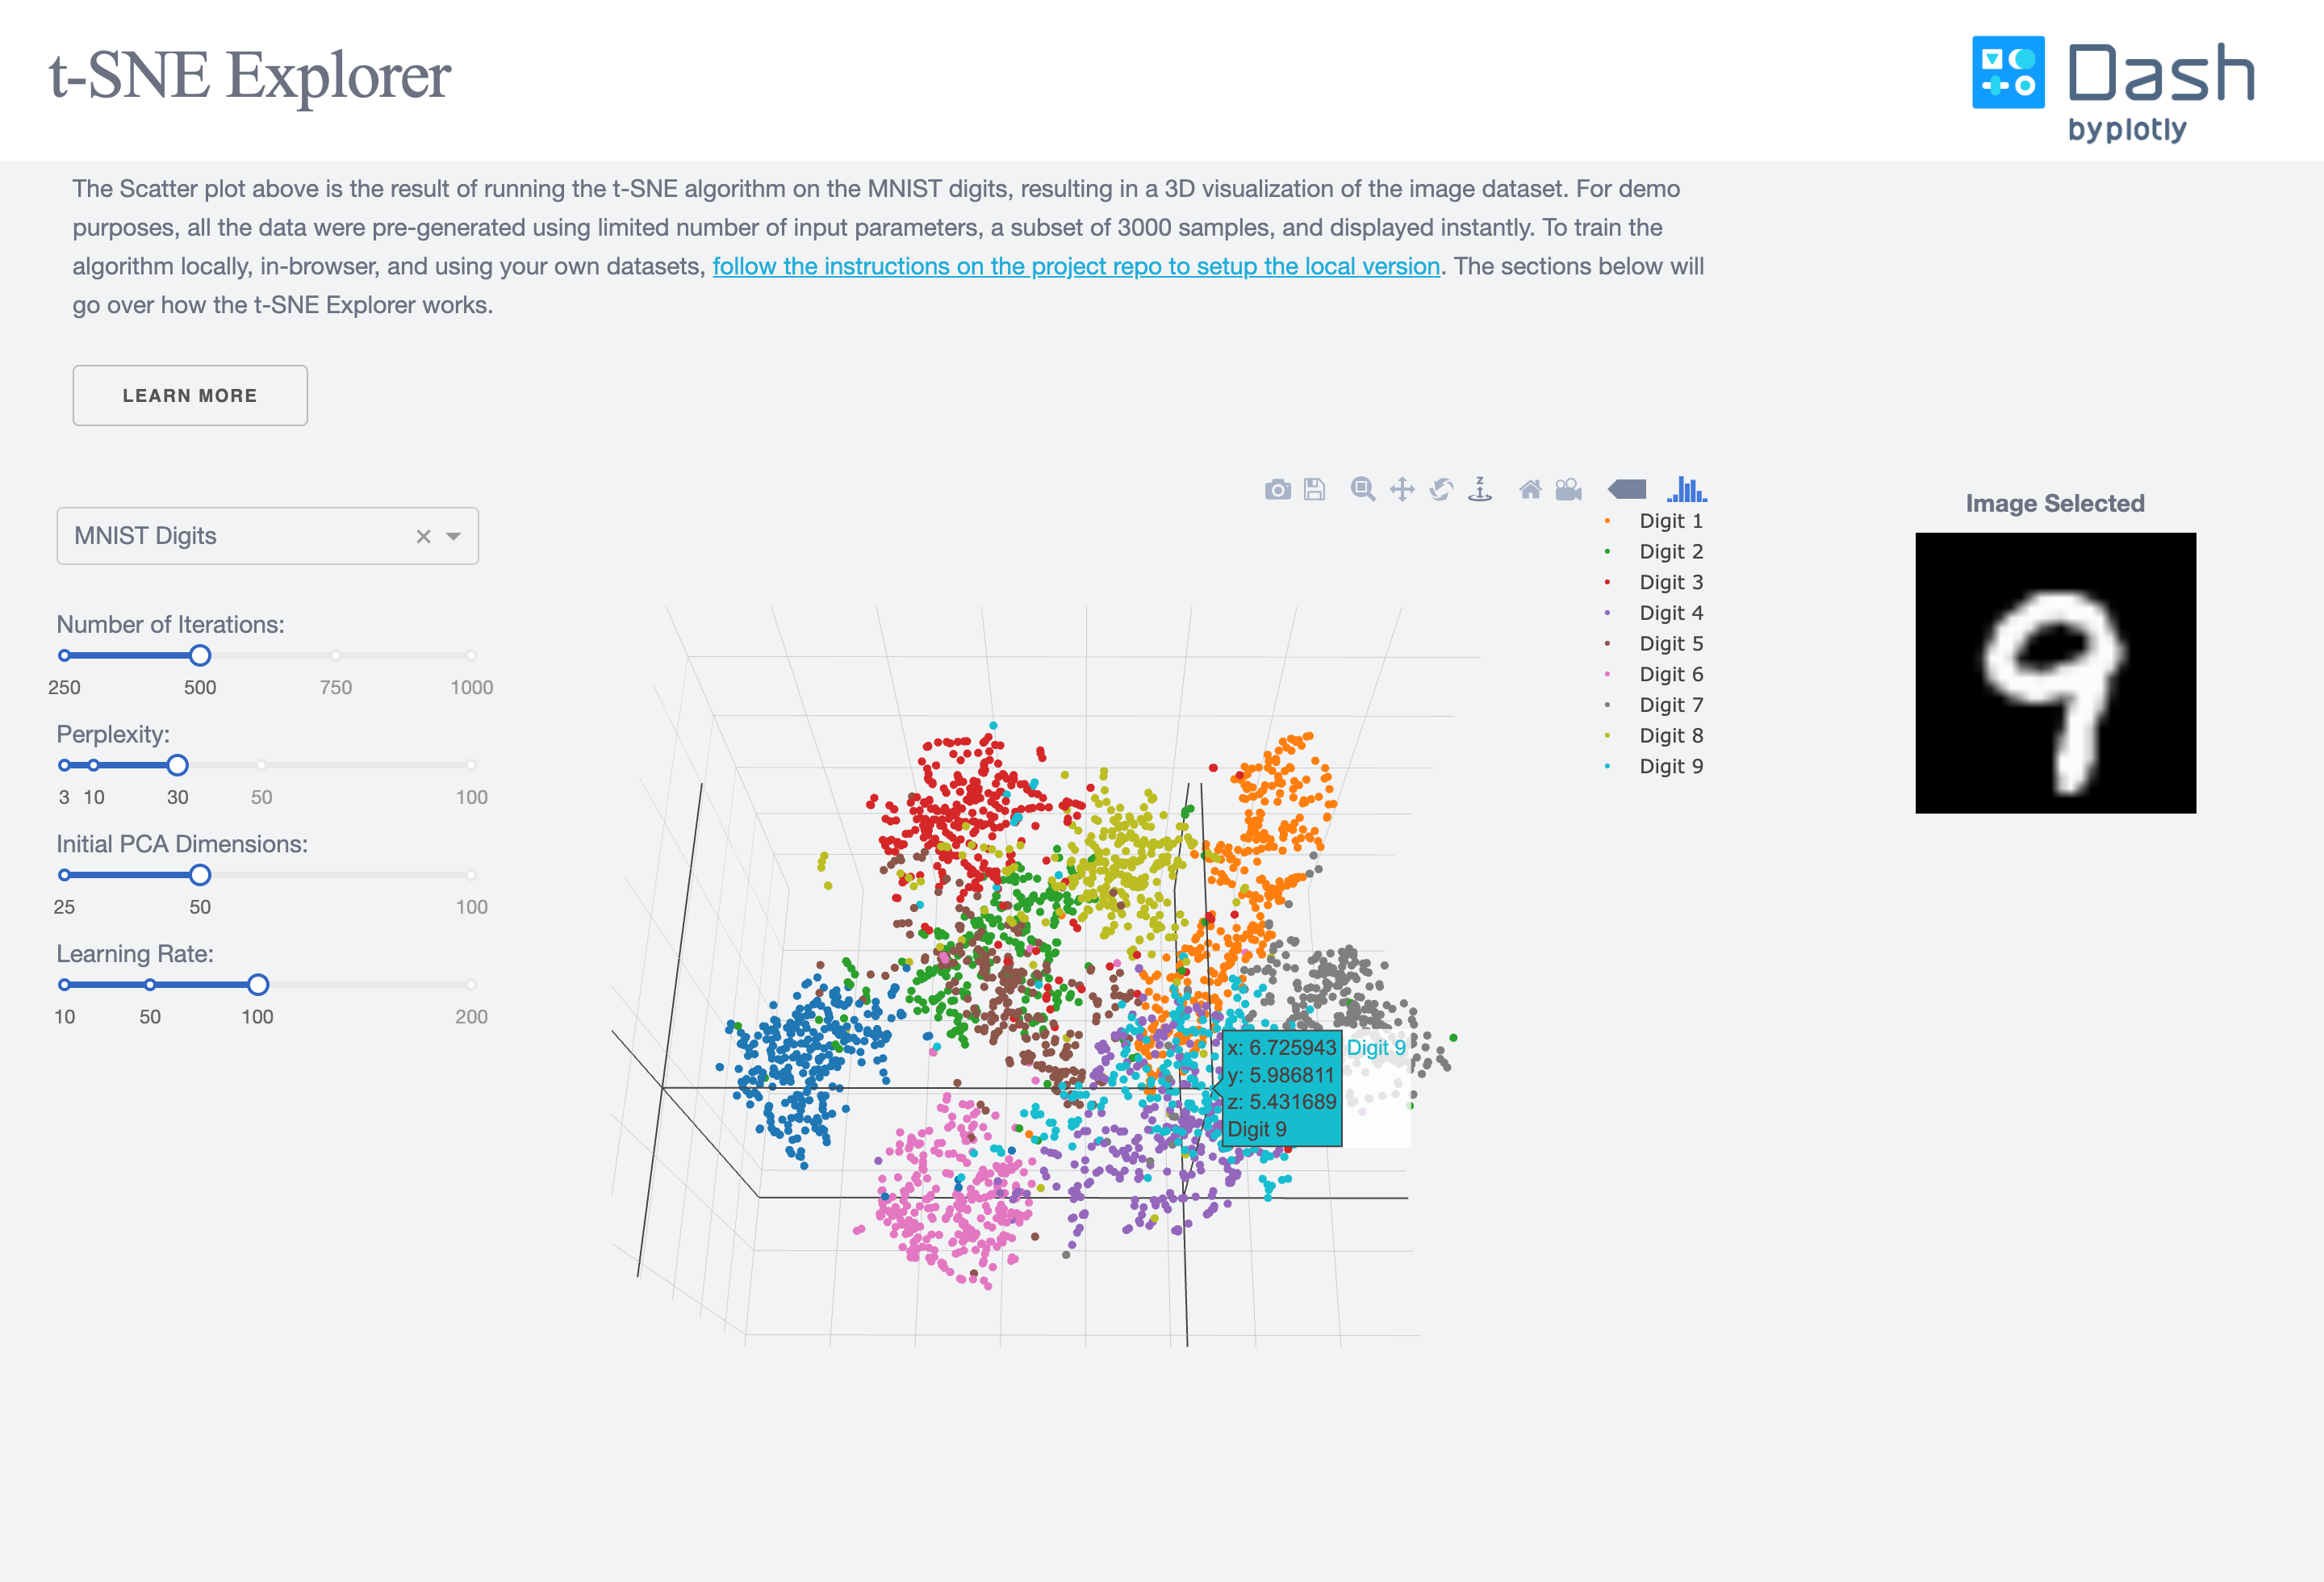 t-SNE Explorer
Dash
byplotly
The Scatter plot above is the result of running the t-SNE algorithm on the MNIST digits, resulting in a 3D visualization of the image dataset. For demo
purposes, all the data were pre-generated using limited number of input parameters, a subset of 3000 samples, and displayed instantly. To train the
algorithm locally, in-browser, and using your own datasets, follow the instructions on the project repo to setup the local version. The sections below will
go over how the t-SNE Explorer works.
LEARN MORE
MNIST Digits
Number of Iterations:
250 500 750 1000
Perplexity:
3 10 30 50 100
Initial PCA Dimensions:
25 50 100
Learning Rate:
10 50 100 200
z
Digit 1
Digit 2
Digit 3
Digit 4
Digit 5
Digit 6
Digit 7
Digit 8
Digit 9
x: 6.725943 Digit 9
y: 5.986811
z: 5.431689
Digit 9
Image Selected
9